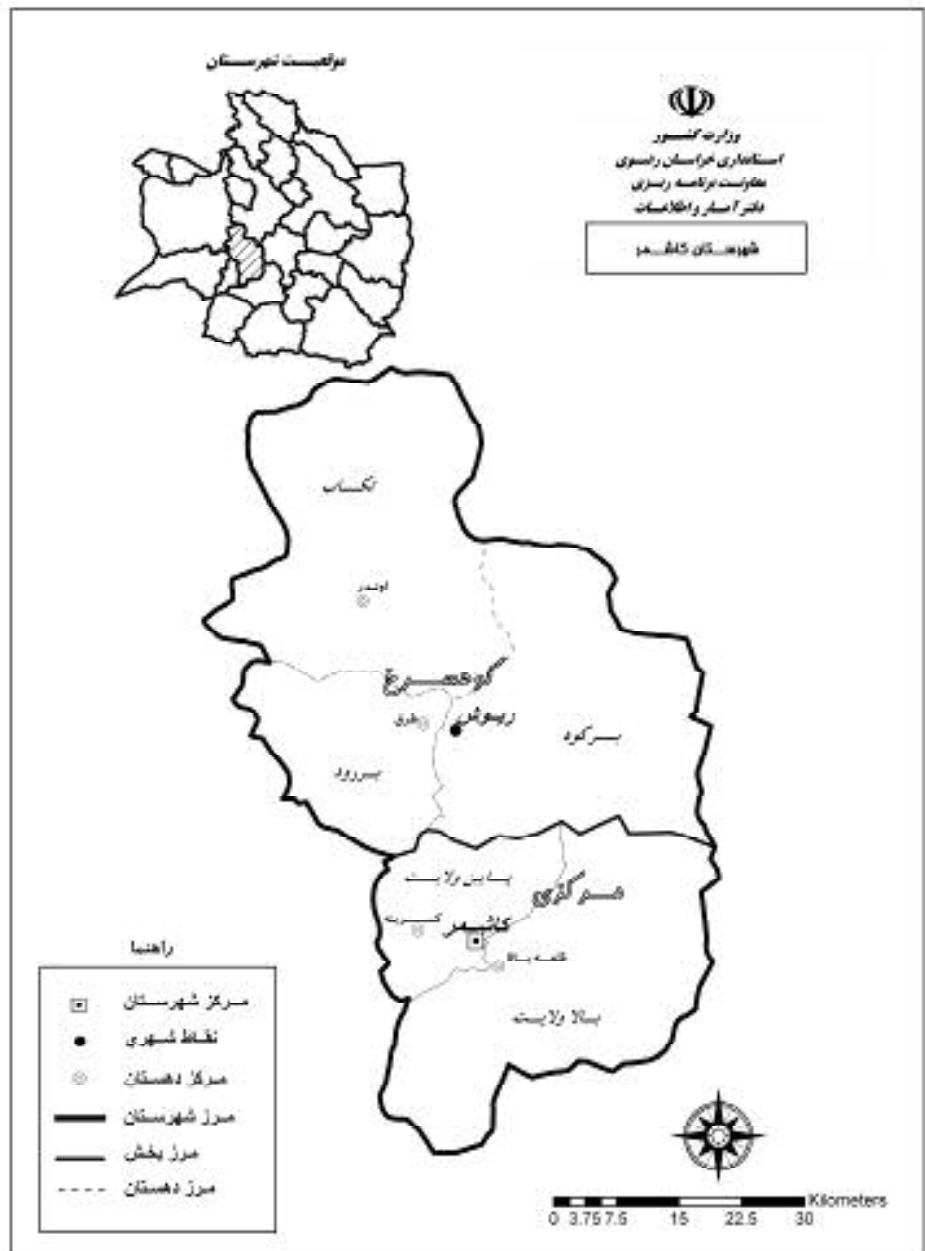 موقعیت شهرستان
وزارت کشور
استانداری خراسان رضوی
معاونت برنامه ریزی
دفتر آمار و اطلاعات
شهرستان کاشمر
تکاب
اوندر
کوهسرخ
طرق
ریوش
برکود
بررود
پایین ولایت
مرکزی
کاشمر
کسرینه
قلعه بالا
بالا ولایت
راهنما
مرکز شهرستان
نقاط شهری
مرکز دهستان
مرز شهرستان
مرز بخش
مرز دهستان
Kilometers
0 3.75 7.5 15 22.5 30